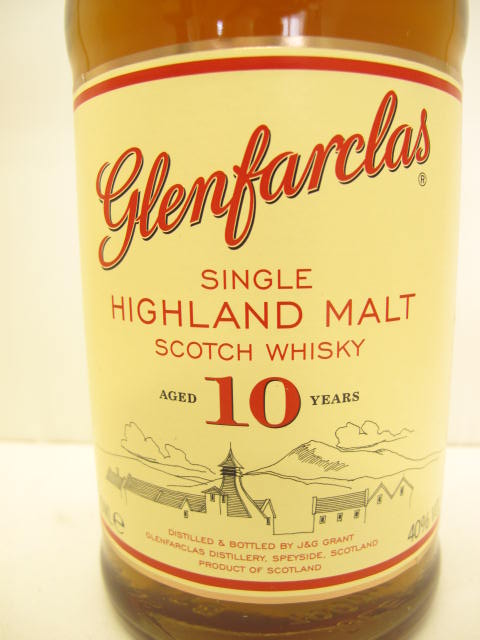 Glenfarclas
®
SINGLE
HIGHLAND MALT
SCOTCH WHISKY
AGED 10 YEARS
DISTILLED & BOTTLED BY J&G GRANT
GLENFARCLAS DISTILLERY, SPEYSIDE, SCOTLAND
PRODUCT OF SCOTLAND
℮
40%